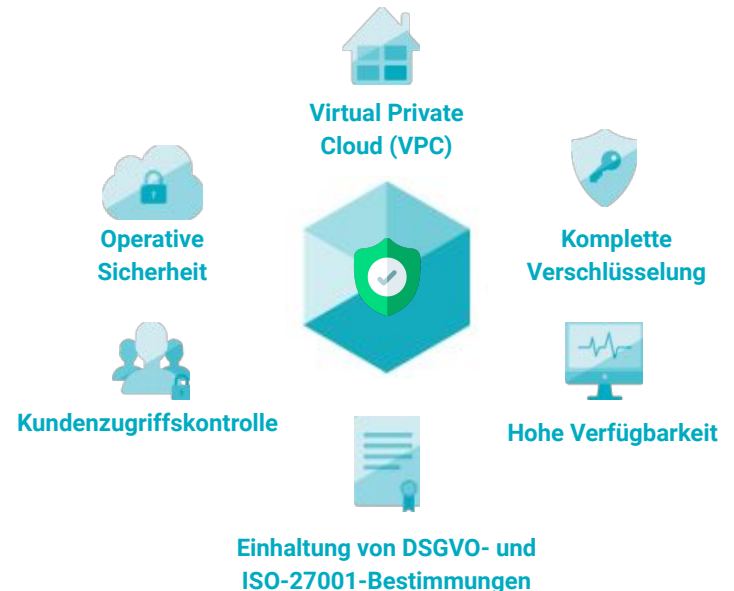 Virtual Private
Cloud (VPC)
Operative
Sicherheit
Komplette
Verschlüsselung
Kundenzugriffskontrolle
Hohe Verfügbarkeit
Einhaltung von DSGVO- und
ISO-27001-Bestimmungen